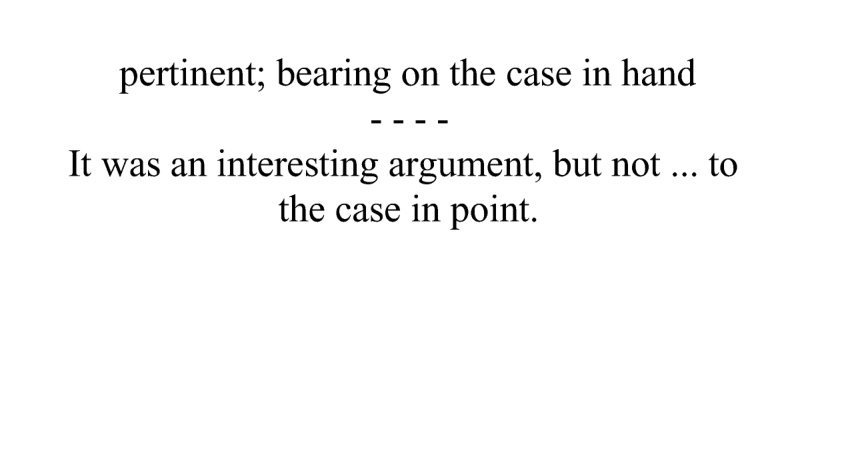 pertinent; bearing on the case in hand
- - - -
It was an interesting argument, but not ... to
the case in point.